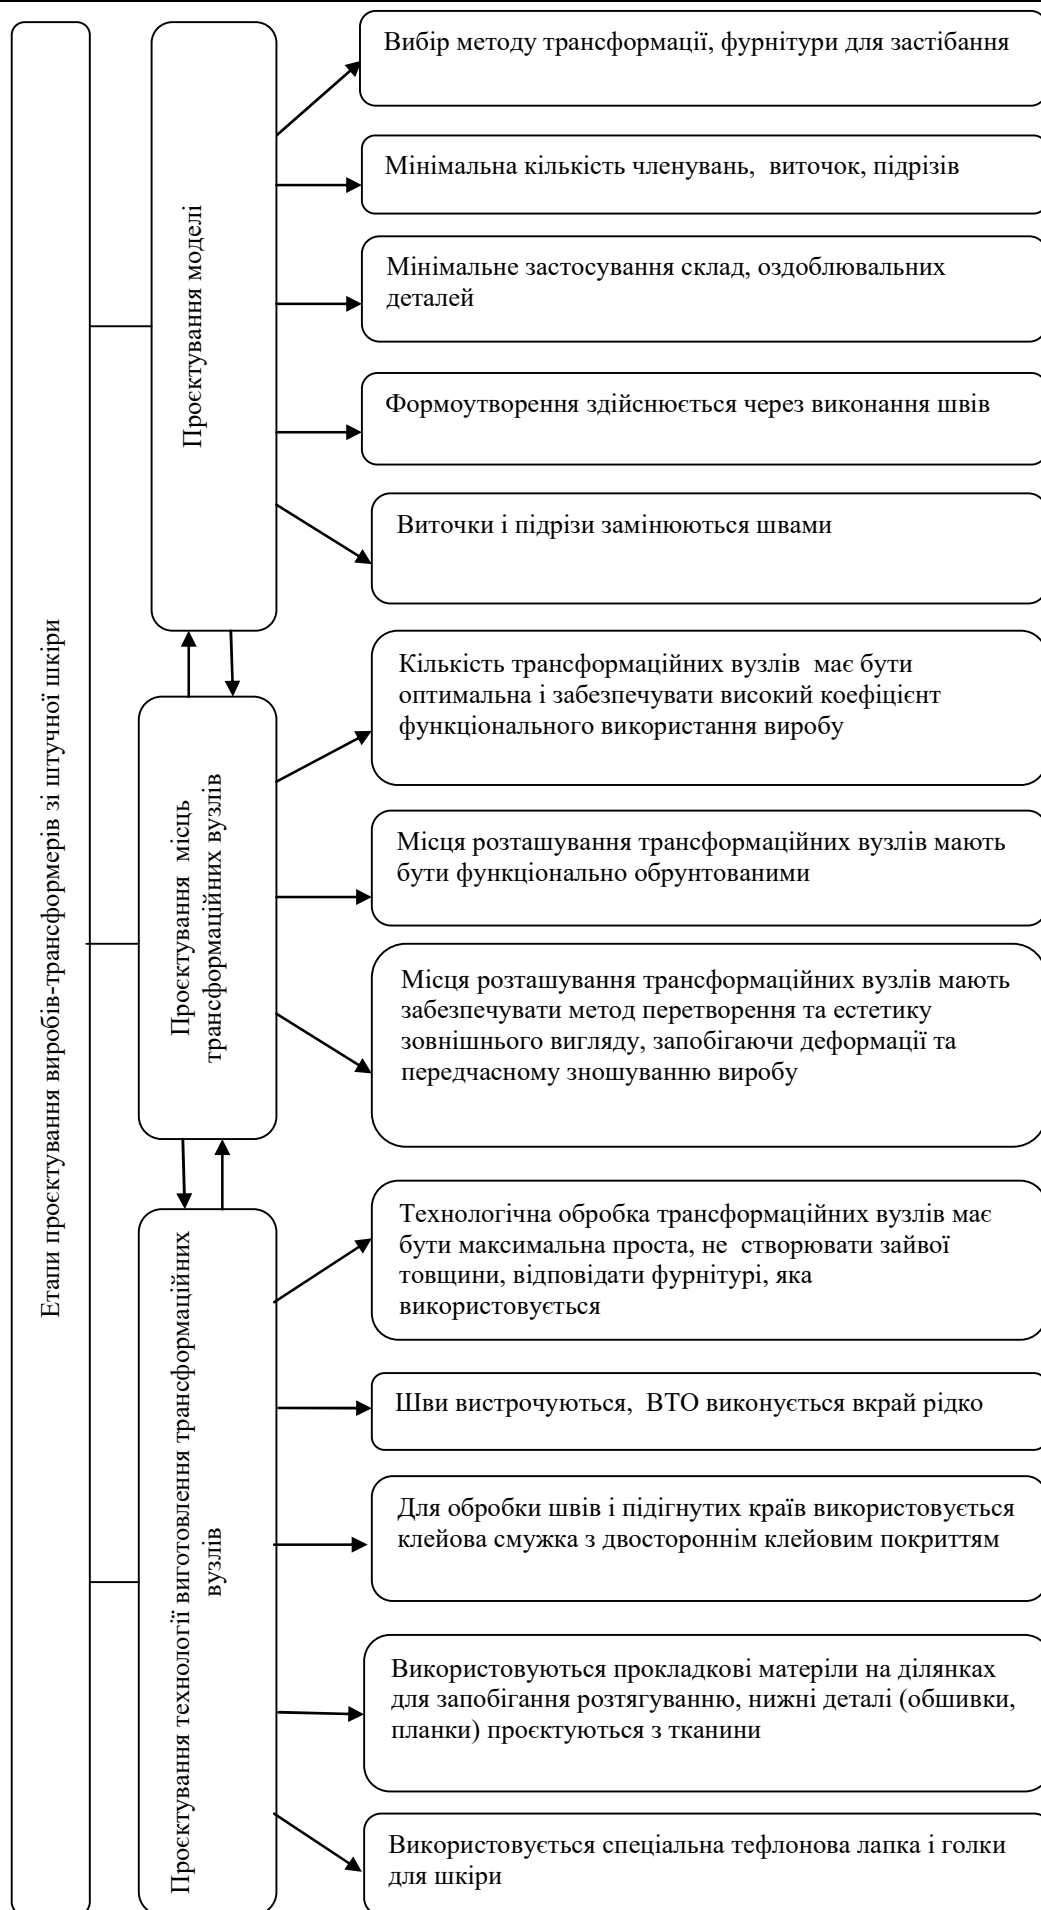 Етапи проєктування виробів-трансформерів зі штучної шкіри
Проєктування моделі
Вибір методу трансформації, фурнітури для застібання
Мінімальна кількість членувань, виточок, підрізів
Мінімальне застосування склад, оздоблювальних
деталей
Формоутворення здійснюється через виконання швів
Виточки і підрізи замінюються швами
Проєктування місць
трансформаційних вузлів
Кількість трансформаційних вузлів має бути
оптимальна і забезпечувати високий коефіцієнт
функціонального використання виробу
Місця розташування трансформаційних вузлів мають
бути функціонально обрунтованими
Місця розташування трансформаційних вузлів мають
забезпечувати метод перетворення та естетику
зовнішнього вигляду, запобігаючи деформації та
передчасному зношуванню виробу
Проєктування технології виготовлення трансформаційних
вузлів
Технологічна обробка трансформаційних вузлів має
бути максимальна проста, не створювати зайвої
товщини, відповідати фурнітурі, яка
використовується
Шви вистрочуються, ВТО виконується вкрай рідко
Для обробки швів і підігнутих країв використовується
клейова смужка з двостороннім клейовим покриттям
Використовуються прокладкові матеріли на ділянках
для запобігання розтягуванню, нижні деталі (обшивки,
планки) проєктуються з тканини
Використовується спеціальна тефлонова лапка і голки
для шкіри